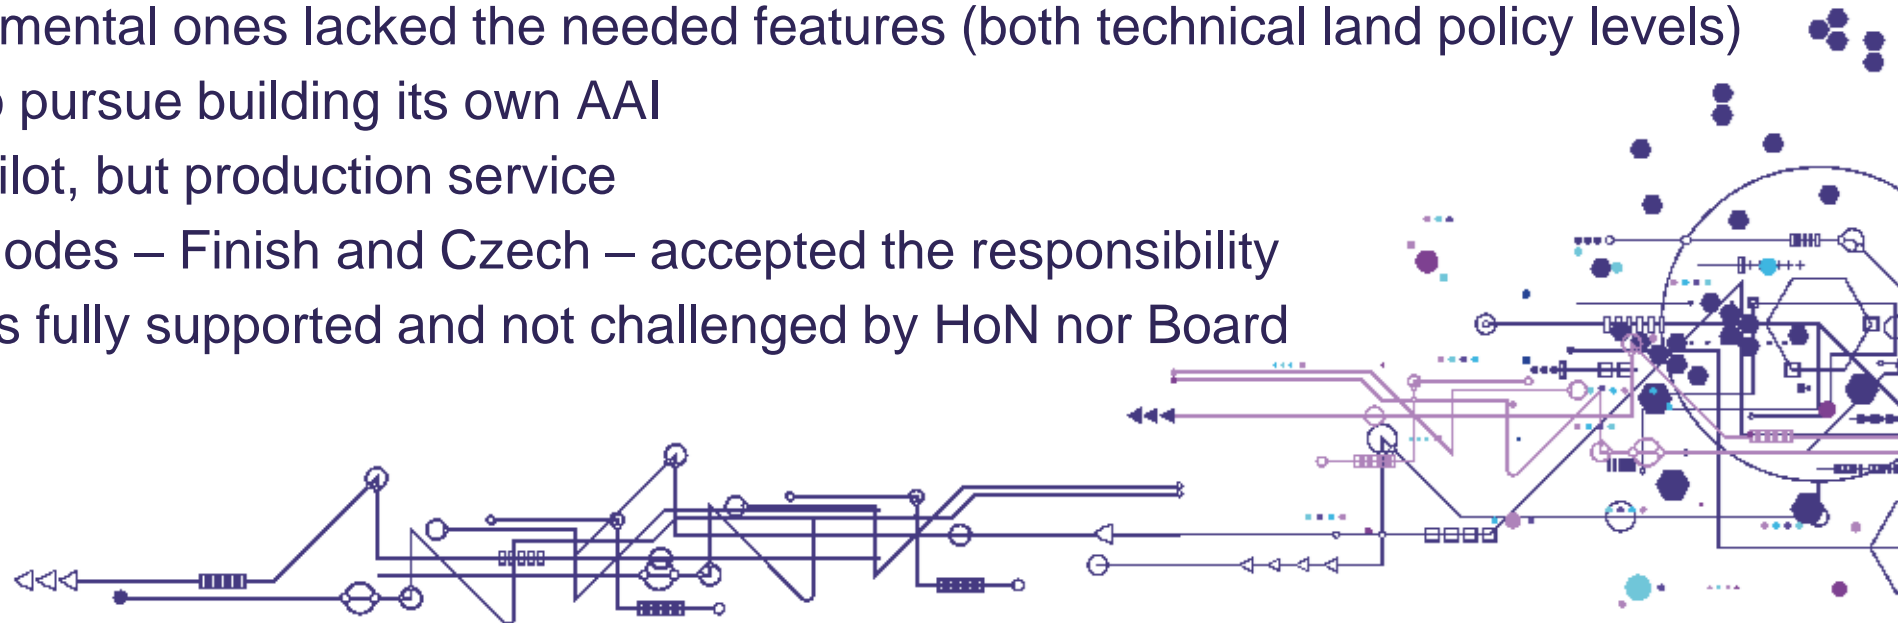 mental ones lacked the needed features (both technical land policy levels)
pursue building its own AAI
ilot, but production service
odes – Finish and Czech – accepted the responsibility
s fully supported and not challenged by HoN nor Board